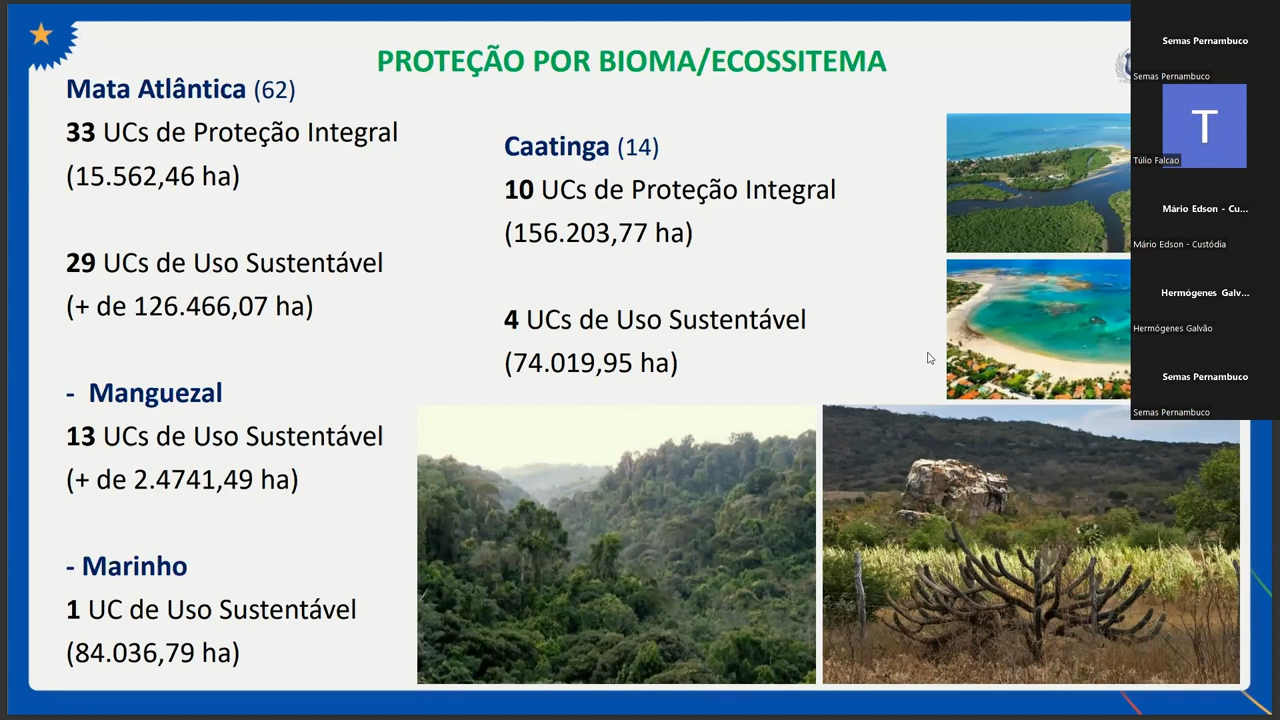 PROTEÇÃO POR BIOMA/ECOSSITEMA
Mata Atlântica (62)
33 UCs de Proteção Integral
(15.562,46 ha)
29 UCs de Uso Sustentável
(+ de 126.466,07 ha)
- Manguezal
13 UCs de Uso Sustentável
(+ de 2.4741,49 ha)
- Marinho
1 UC de Uso Sustentável
(84.036,79 ha)
Caatinga (14)
10 UCs de Proteção Integral
(156.203,77 ha)
4 UCs de Uso Sustentável
(74.019,95 ha)
Semas Pernambuco
Semas Pernambuco
T
Túlio Falcao
Mário Edson - Cu...
Mário Edson - Custódia
Hermógenes Galv...
Hermógenes Galvão
Semas Pernambuco
Semas Pernambuco